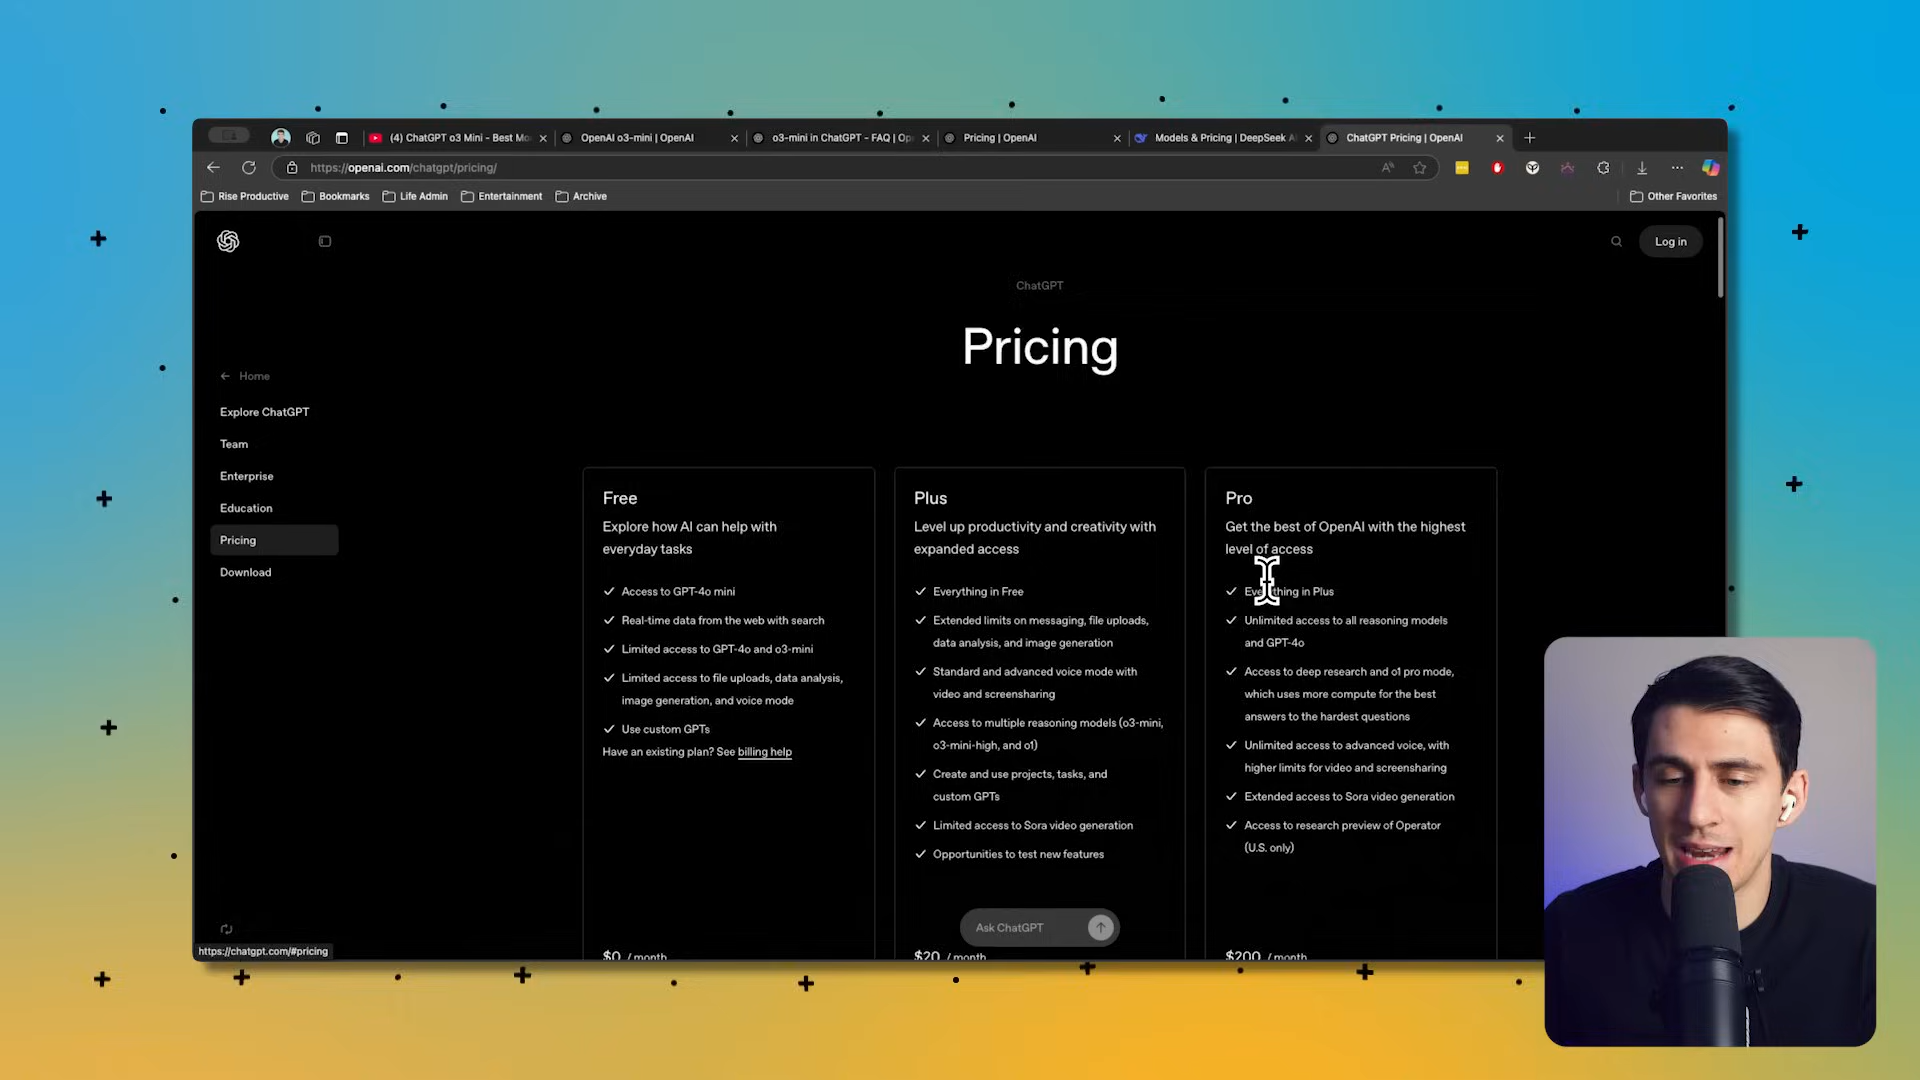 (4) ChatGPT o3 Mini - Best Mo
OpenAI o3-mini | OpenAI
o3-mini in ChatGPT - FAQ | Op
Pricing | OpenAI
Models & Pricing | DeepSeek A
ChatGPT Pricing | OpenAI
https://openai.com/chatgpt/pricing/
Rise Productive
Bookmarks
Life Admin
Entertainment
Archive
Other Favorites
Log in
ChatGPT
Pricing
Home
Explore ChatGPT
Team
Enterprise
Education
Pricing
Download
Free
Explore how AI can help with
everyday tasks
Access to GPT-4o mini
Real-time data from the web with search
Limited access to GPT-4o and o3-mini
Limited access to file uploads, data analysis,
image generation, and voice mode
Use custom GPTs
Have an existing plan? See billing help
$0 / month
Plus
Level up productivity and creativity with
expanded access
Everything in Free
Extended limits on messaging, file uploads,
data analysis, and image generation
Standard and advanced voice mode with
video and screensharing
Access to multiple reasoning models (o3-mini,
o3-mini-high, and o1)
Create and use projects, tasks, and
custom GPTs
Limited access to Sora video generation
Opportunities to test new features
Ask ChatGPT
$20 / month
Pro
Get the best of OpenAI with the highest
level of access
Everything in Plus
Unlimited access to all reasoning models
and GPT-4o
Access to deep research and o1 pro mode,
which uses more compute for the best
answers to the hardest questions
Unlimited access to advanced voice, with
higher limits for video and screensharing
Extended access to Sora video generation
Access to research preview of Operator
(U.S. only)
$200 / month
https://chatgpt.com/#pricing